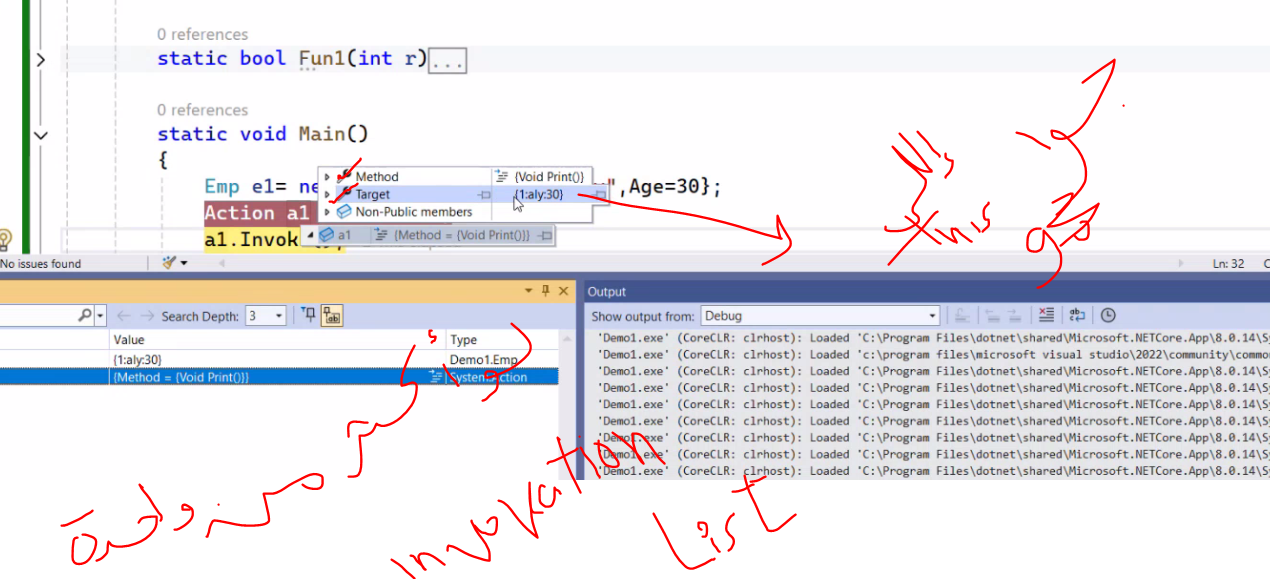 0 references
static bool Fun1(int r)...
0 references
static void Main()
{
Method {Void Print()}
Emp e1= ne ",Age=30};
Target {1:aly:30}
Action a1
Non-Public members
a1 {Method = {Void Print()}}
a1.Invok
this
No issues found
Ln: 32
Output
Search Depth: 3
Show output from: Debug
Value Type
{1:aly:30} Demo1.Emp
{Method = {Void Print()}} System.Action
'Demo1.exe' (CoreCLR: clrhost): Loaded 'C:\Program Files\dotnet\shared\Microsoft.NETCore.App\8.0.14\Sy
'Demo1.exe' (CoreCLR: clrhost): Loaded 'c:\program files\microsoft visual studio\2022\community\commo
'Demo1.exe' (CoreCLR: clrhost): Loaded 'C:\Program Files\dotnet\shared\Microsoft.NETCore.App\8.0.14\Sy
'Demo1.exe' (CoreCLR: clrhost): Loaded 'C:\Program Files\dotnet\shared\Microsoft.NETCore.App\8.0.14\Sy
'Demo1.exe' (CoreCLR: clrhost): Loaded 'C:\Program Files\dotnet\shared\Microsoft.NETCore.App\8.0.14\Sy
'Demo1.exe' (CoreCLR: clrhost): Loaded 'C:\Program Files\dotnet\shared\Microsoft.NETCore.App\8.0.14\Sy
'Demo1.exe' (CoreCLR: clrhost): Loaded 'C:\Program Files\dotnet\shared\Microsoft.NETCore.App\8.0.14\Sy
'Demo1.exe' (CoreCLR: clrhost): Loaded 'C:\Program Files\dotnet\shared\Microsoft.NETCore.App\8.0.14\Sy
'Demo1.exe' (CoreCLR: clrhost): Loaded 'C:\Program Files\dotnet\shared\Microsoft.NETCore.App\8.0.14\Sy
invokation
List